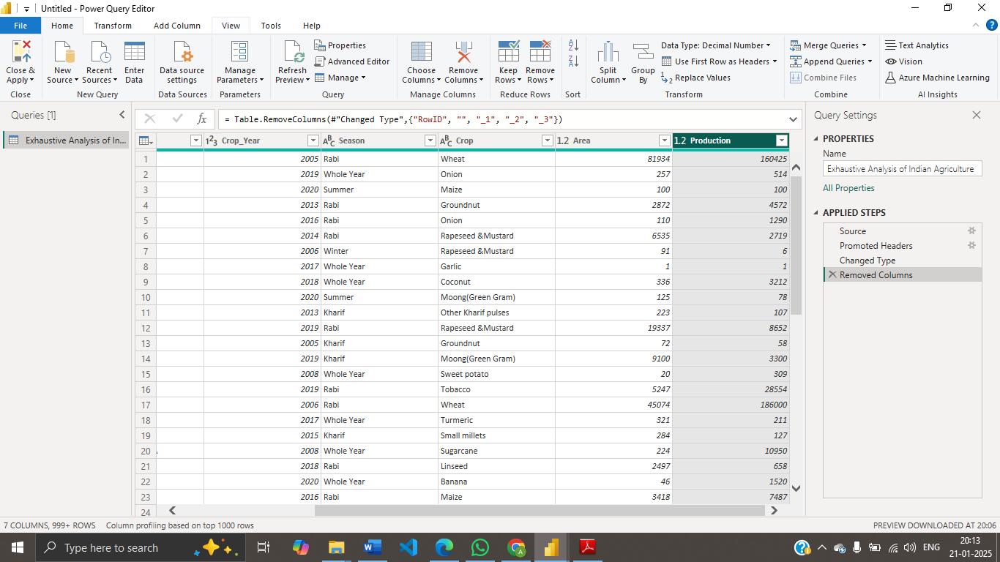 Untitled - Power Query Editor
File Home Transform Add Column View Tools Help
Close & Apply
New Source
Recent Sources
Enter Data
Data source settings
Manage Parameters
Refresh Preview
Properties
Advanced Editor
Manage
Choose Columns
Remove Columns
Keep Rows
Remove Rows
Split Column
Group By
Data Type: Decimal Number
Use First Row as Headers
Replace Values
Merge Queries
Append Queries
Combine Files
Text Analytics
Vision
Azure Machine Learning
Close New Query Data Sources Parameters Query Manage Columns Reduce Rows Sort Transform Combine AI Insights
Queries [1]
Exhaustive Analysis of In...
fx = Table.RemoveColumns(#"Changed Type",{"RowID", "", "_1", "_2", "_3"})
123 Crop_Year ABC Season ABC Crop 1.2 Area 1.2 Production
1 2005 Rabi Wheat 81934 160425
2 2019 Whole Year Onion 257 514
3 2020 Summer Maize 100 100
4 2013 Rabi Groundnut 2872 4572
5 2016 Rabi Onion 110 1290
6 2014 Rabi Rapeseed &Mustard 6535 2719
7 2006 Winter Rapeseed &Mustard 91 6
8 2017 Whole Year Garlic 1 1
9 2018 Whole Year Coconut 336 3212
10 2020 Summer Moong(Green Gram) 125 78
11 2013 Kharif Other Kharif pulses 223 107
12 2019 Rabi Rapeseed &Mustard 19337 8652
13 2005 Kharif Groundnut 72 58
14 2019 Kharif Moong(Green Gram) 9100 3300
15 2008 Whole Year Sweet potato 20 309
16 2019 Rabi Tobacco 5247 28554
17 2006 Rabi Wheat 45074 186000
18 2017 Whole Year Turmeric 321 211
19 2015 Kharif Small millets 284 127
20 2008 Whole Year Sugarcane 224 10950
21 2018 Rabi Linseed 2497 658
22 2020 Whole Year Banana 46 1520
23 2016 Rabi Maize 3418 7487
24
Query Settings
PROPERTIES
Name
Exhaustive Analysis of Indian Agriculture
All Properties
APPLIED STEPS
Source
Promoted Headers
Changed Type
Removed Columns
7 COLUMNS, 999+ ROWS Column profiling based on top 1000 rows PREVIEW DOWNLOADED AT 20:06
Type here to search
ENG
20:13
21-01-2025